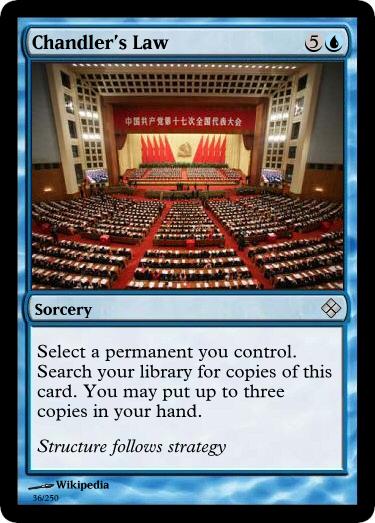 Chandler's Law 5
中国共产党第十七次全国代表大会
Sorcery
Select a permanent you control.
Search your library for copies of this
card. You may put up to three
copies in your hand.
Structure follows strategy
Wikipedia
36/250